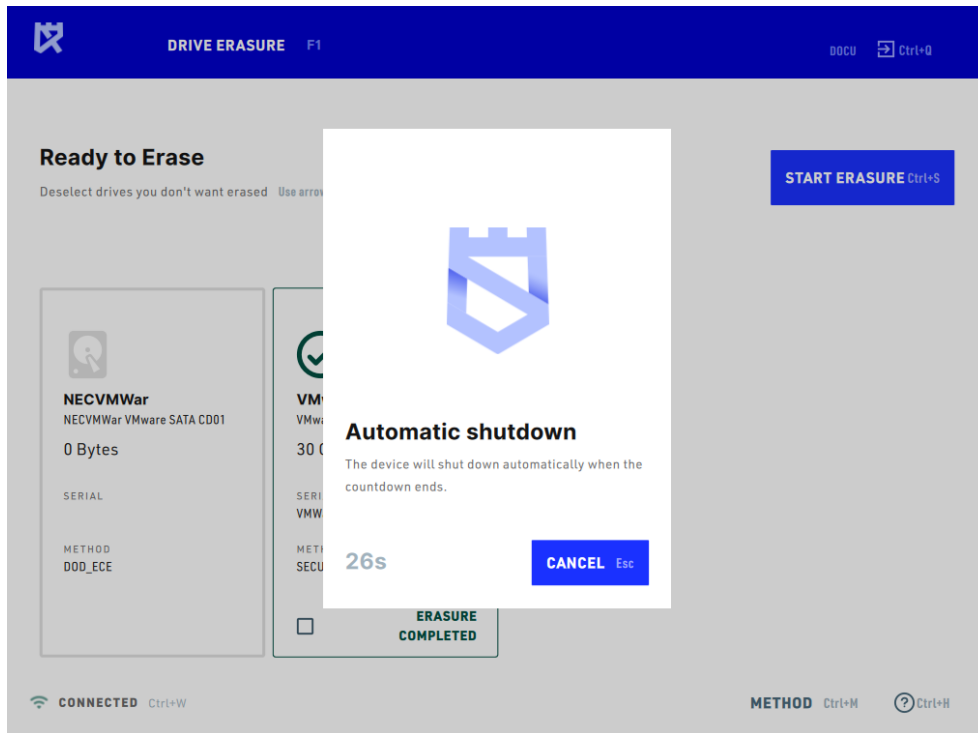 DRIVE ERASURE F1
DOCU Ctrl+Q
Ready to Erase
Deselect drives you don't want erased Use
START ERASURE Ctrl+S
NECVMWar
NECVMWar VMware SATA CD01
0 Bytes
SERIAL
METHOD
DOD_ECE
30
ERASURE
COMPLETED
Automatic shutdown
The device will shut down automatically when the
countdown ends.
26s
CANCEL Esc
CONNECTED Ctrl+W
METHOD Ctrl+M
? Ctrl+H